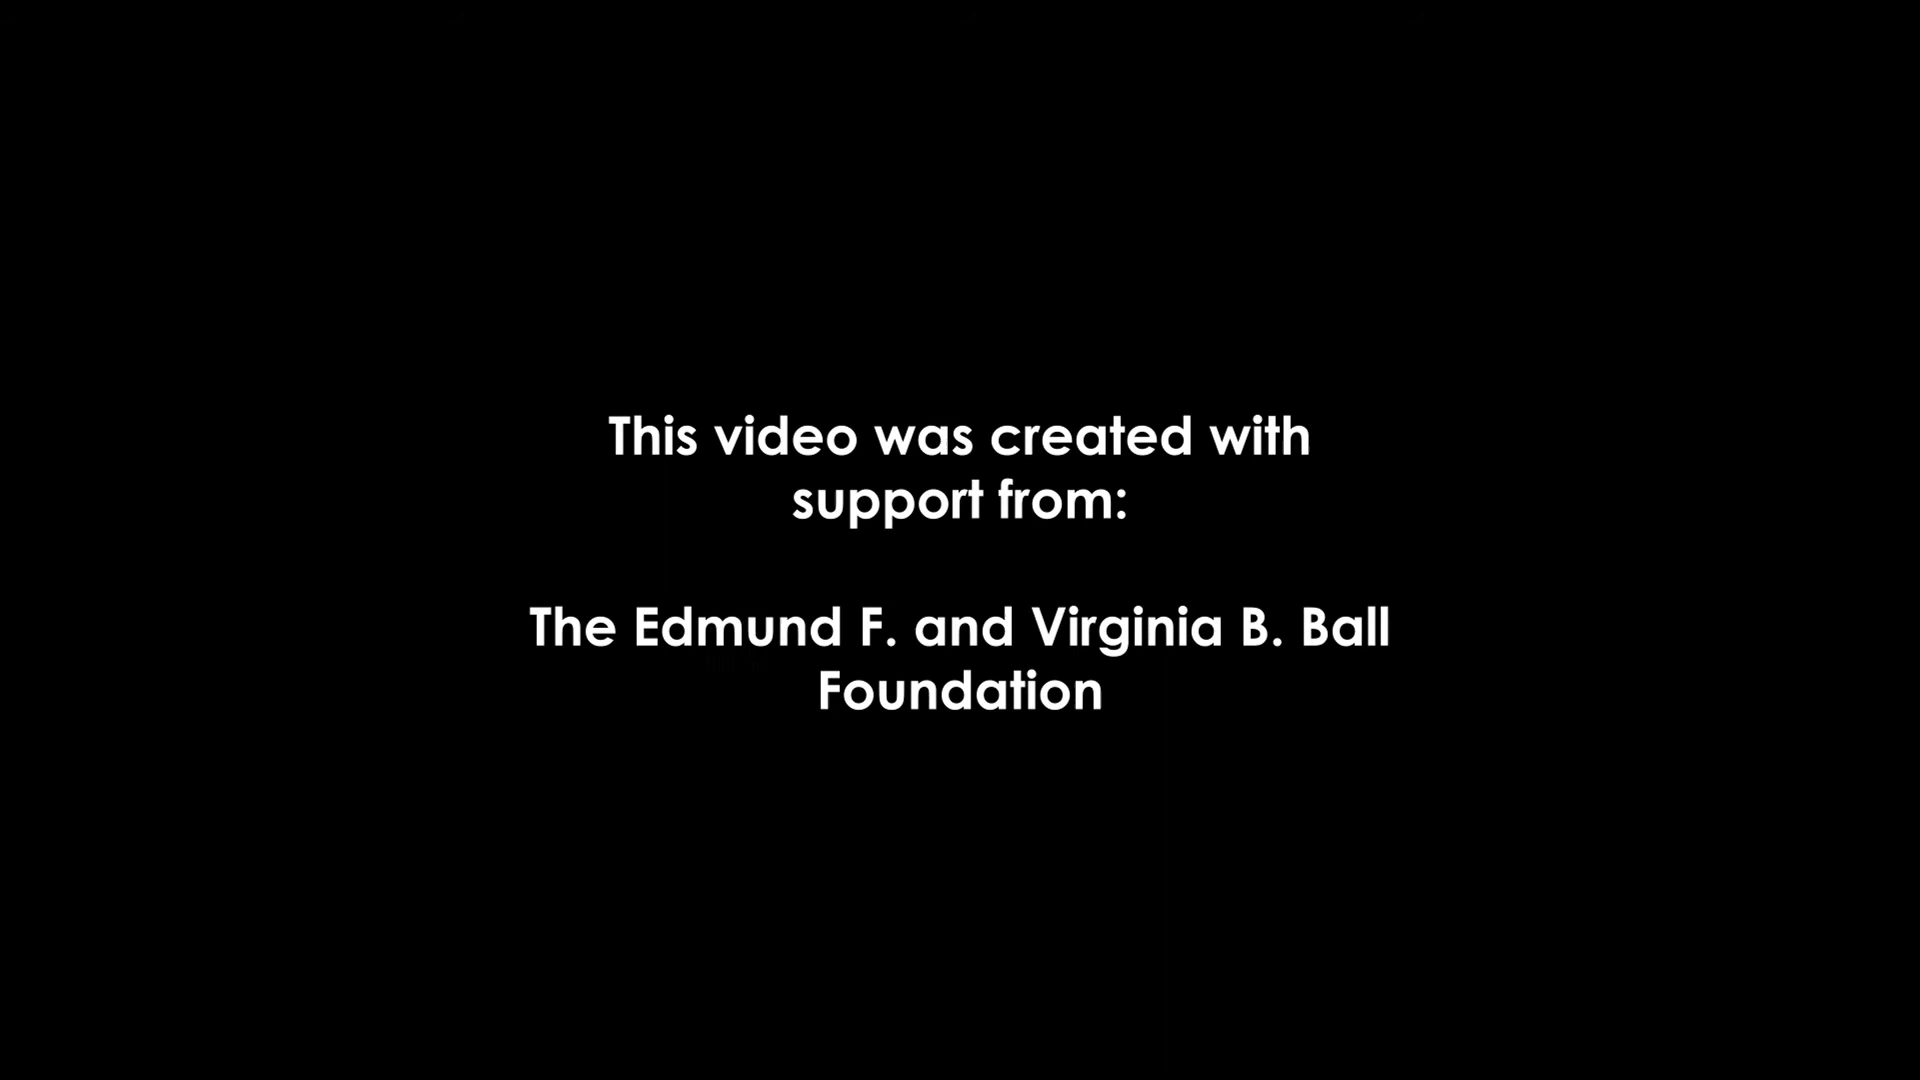 This video was created with
support from:
The Edmund F. and Virginia B. Ball
Foundation